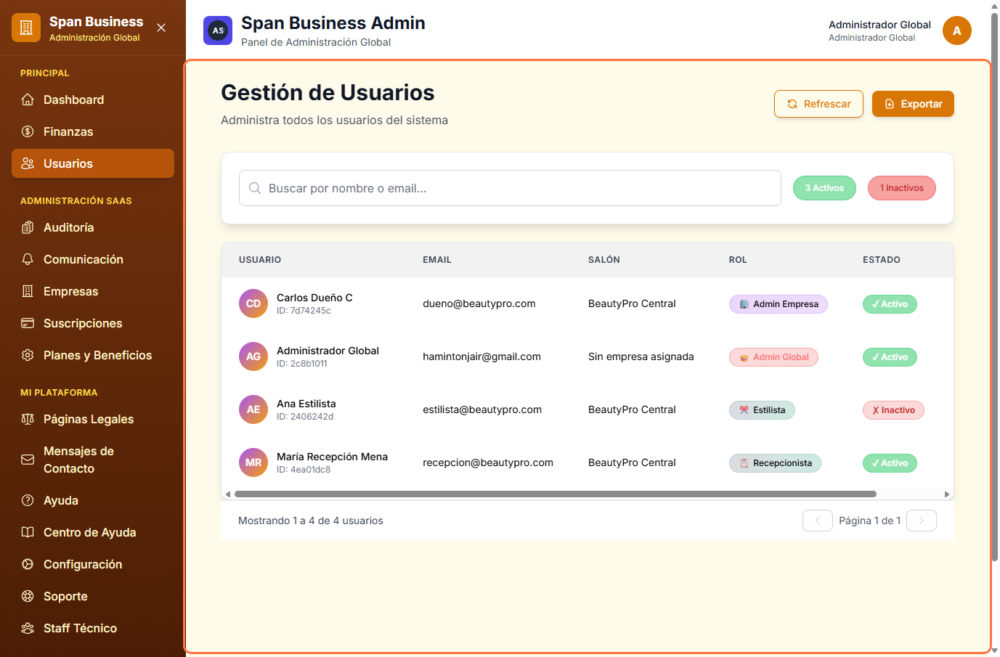 Span Business
Administración Global
PRINCIPAL
Dashboard
Finanzas
Usuarios
ADMINISTRACIÓN SAAS
Auditoría
Comunicación
Empresas
Suscripciones
Planes y Beneficios
MI PLATAFORMA
Páginas Legales
Mensajes de
Contacto
Ayuda
Centro de Ayuda
Configuración
Soporte
Staff Técnico
AS
Span Business Admin
Panel de Administración Global
Administrador Global
Administrador Global
A
Gestión de Usuarios
Administra todos los usuarios del sistema
Refrescar
Exportar
Buscar por nombre o email...
3 Activos
1 Inactivos
USUARIO EMAIL SALÓN ROL ESTADO
CD Carlos Dueño C
ID: 7d74245c
dueno@beautypro.com BeautyPro Central Admin Empresa ✓ Activo
AG Administrador Global
ID: 2c8b1011
hamintonjair@gmail.com Sin empresa asignada Admin Global ✓ Activo
AE Ana Estilista
ID: 2406242d
estilista@beautypro.com BeautyPro Central Estilista ✗ Inactivo
MR María Recepción Mena
ID: 4ea01dc8
recepcion@beautypro.com BeautyPro Central Recepcionista ✓ Activo
Mostrando 1 a 4 de 4 usuarios
Página 1 de 1